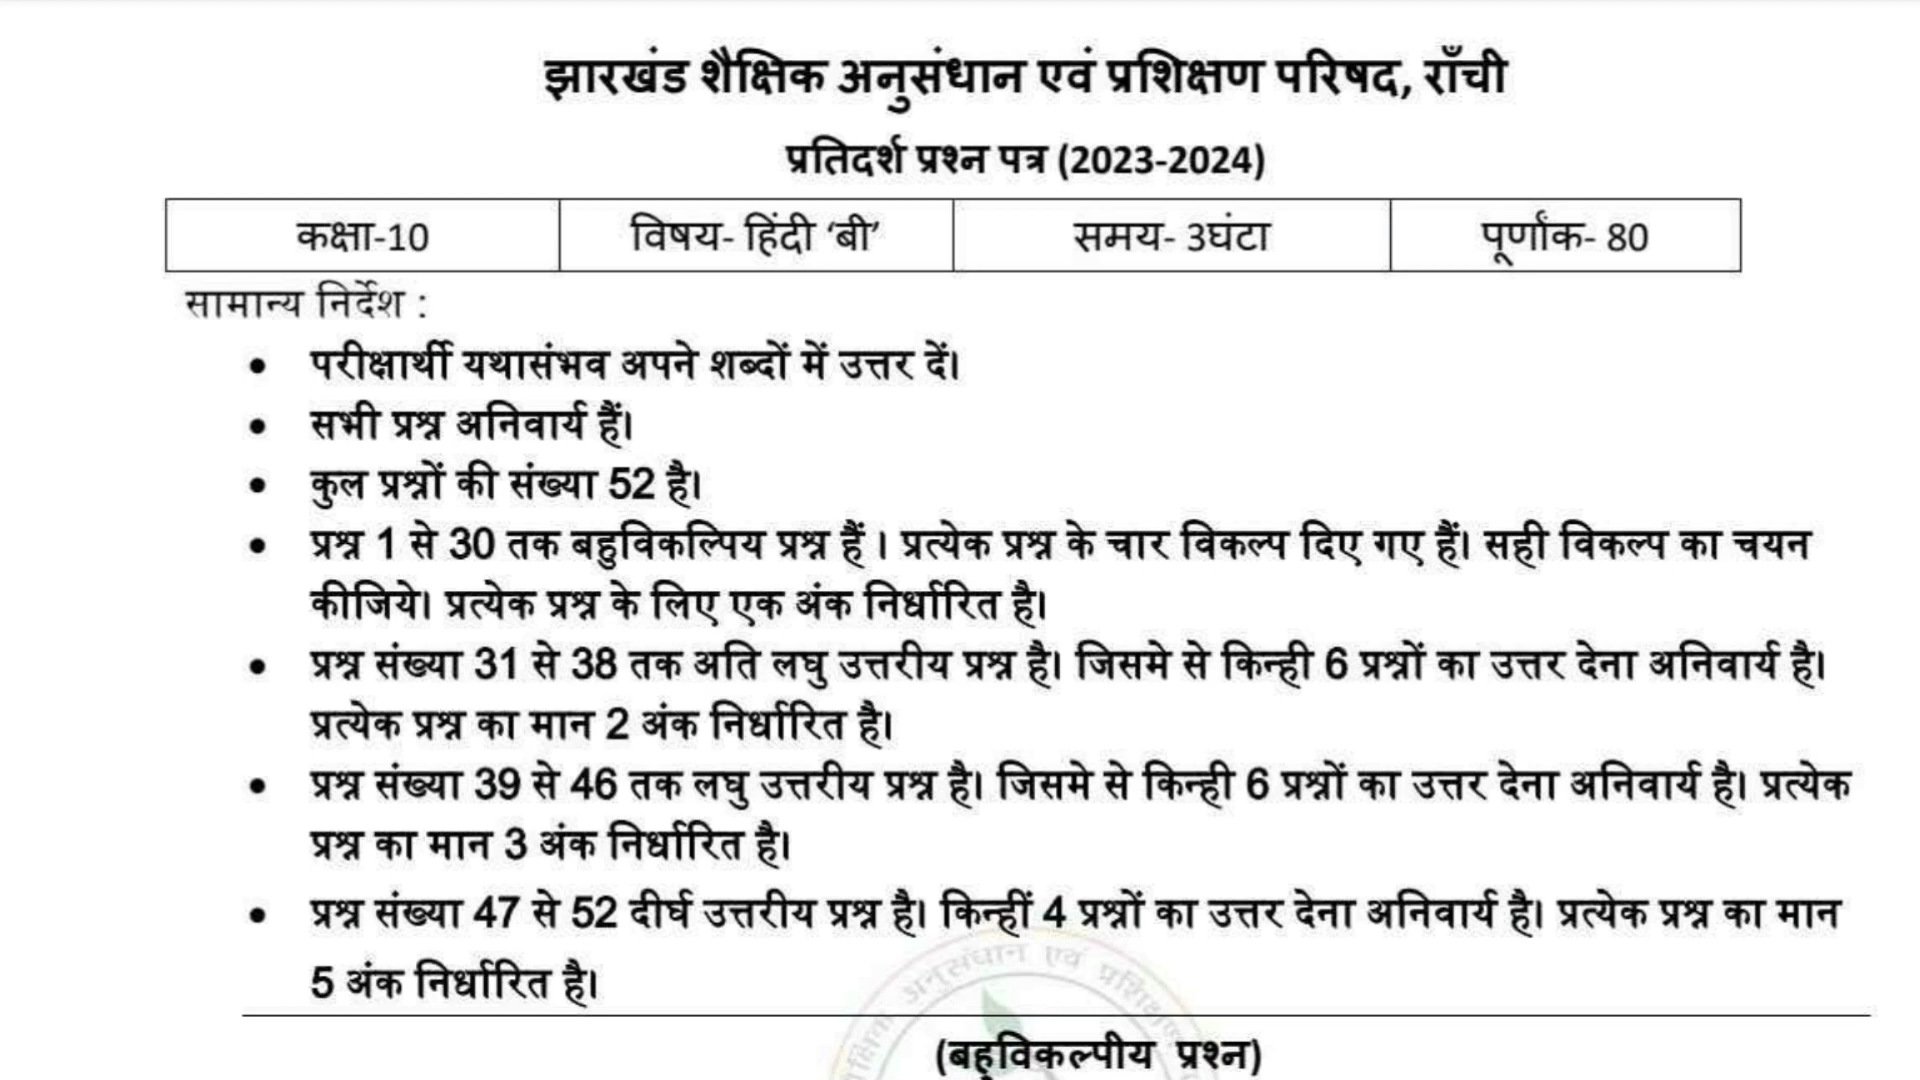 झारखंड शैक्षिक अनुसंधान एवं प्रशिक्षण परिषद, राँची
प्रतिदर्श प्रश्न पत्र (2023-2024)
कक्षा-10 विषय- हिंदी ‘बी’ समय- 3घंटा पूर्णांक- 80
सामान्य निर्देश :
• परीक्षार्थी यथासंभव अपने शब्दों में उत्तर दें।
• सभी प्रश्न अनिवार्य हैं।
• कुल प्रश्नों की संख्या 52 है।
• प्रश्न 1 से 30 तक बहुविकल्पिय प्रश्न हैं । प्रत्येक प्रश्न के चार विकल्प दिए गए हैं। सही विकल्प का चयन
कीजिये। प्रत्येक प्रश्न के लिए एक अंक निर्धारित है।
• प्रश्न संख्या 31 से 38 तक अति लघु उत्तरीय प्रश्न है। जिसमे से किन्ही 6 प्रश्नों का उत्तर देना अनिवार्य है।
प्रत्येक प्रश्न का मान 2 अंक निर्धारित है।
• प्रश्न संख्या 39 से 46 तक लघु उत्तरीय प्रश्न है। जिसमे से किन्ही 6 प्रश्नों का उत्तर देना अनिवार्य है। प्रत्येक
प्रश्न का मान 3 अंक निर्धारित है।
• प्रश्न संख्या 47 से 52 दीर्घ उत्तरीय प्रश्न है। किन्हीं 4 प्रश्नों का उत्तर देना अनिवार्य है। प्रत्येक प्रश्न का मान
5 अंक निर्धारित है।
अनुसंधान एवं
(बहुविकल्पीय प्रश्न)